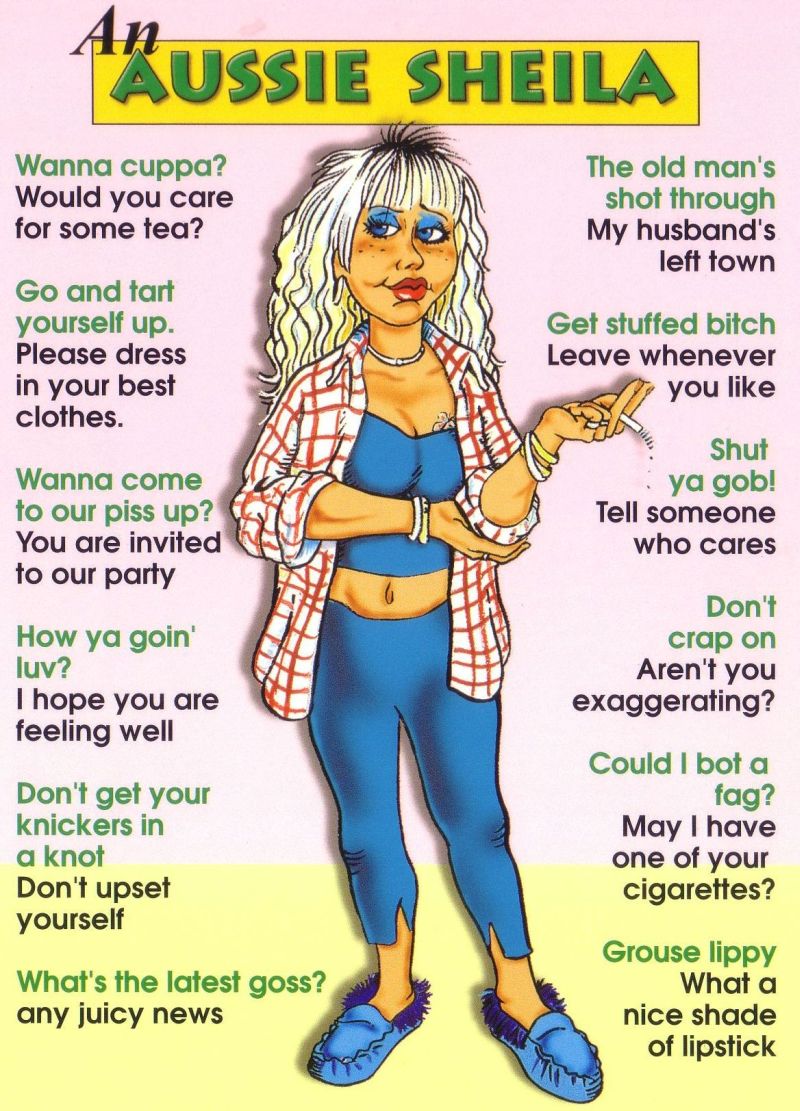 An
AUSSIE SHEILA
Wanna cuppa?
Would you care
for some tea?
Go and tart
yourself up.
Please dress
in your best
clothes.
Wanna come
to our piss up?
You are invited
to our party
How ya goin'
luv?
I hope you are
feeling well
Don't get your
knickers in
a knot
Don't upset
yourself
What's the latest goss?
any juicy news
The old man's
shot through
My husband's
left town
Get stuffed bitch
Leave whenever
you like
Shut
ya gob!
Tell someone
who cares
Don't
crap on
Aren't you
exaggerating?
Could I bot a
fag?
May I have
one of your
cigarettes?
Grouse lippy
What a
nice shade
of lipstick